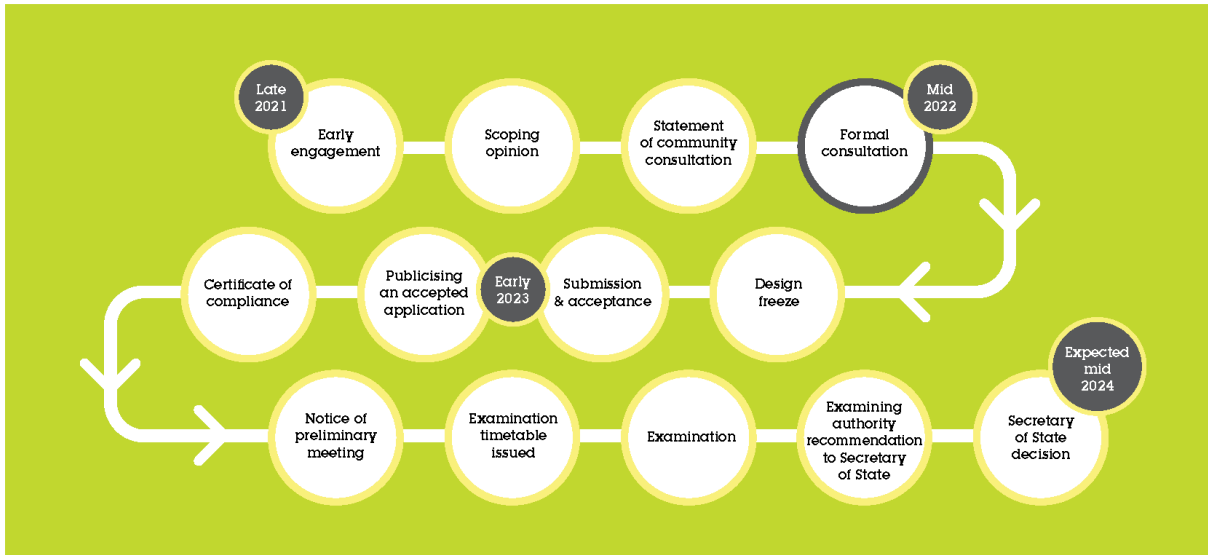 Late
2021
Early
engagement
Scoping
opinion
Statement
of community
consultation
Formal
consultation
Mid
2022
Design
freeze
Submission
& acceptance
Early
2023
Publicising
an accepted
application
Certificate of
compliance
Notice of
preliminary
meeting
Examination
timetable
issued
Examination
Examining
authority
recommendation
to Secretary
of State
Secretary
of State
decision
Expected
mid
2024